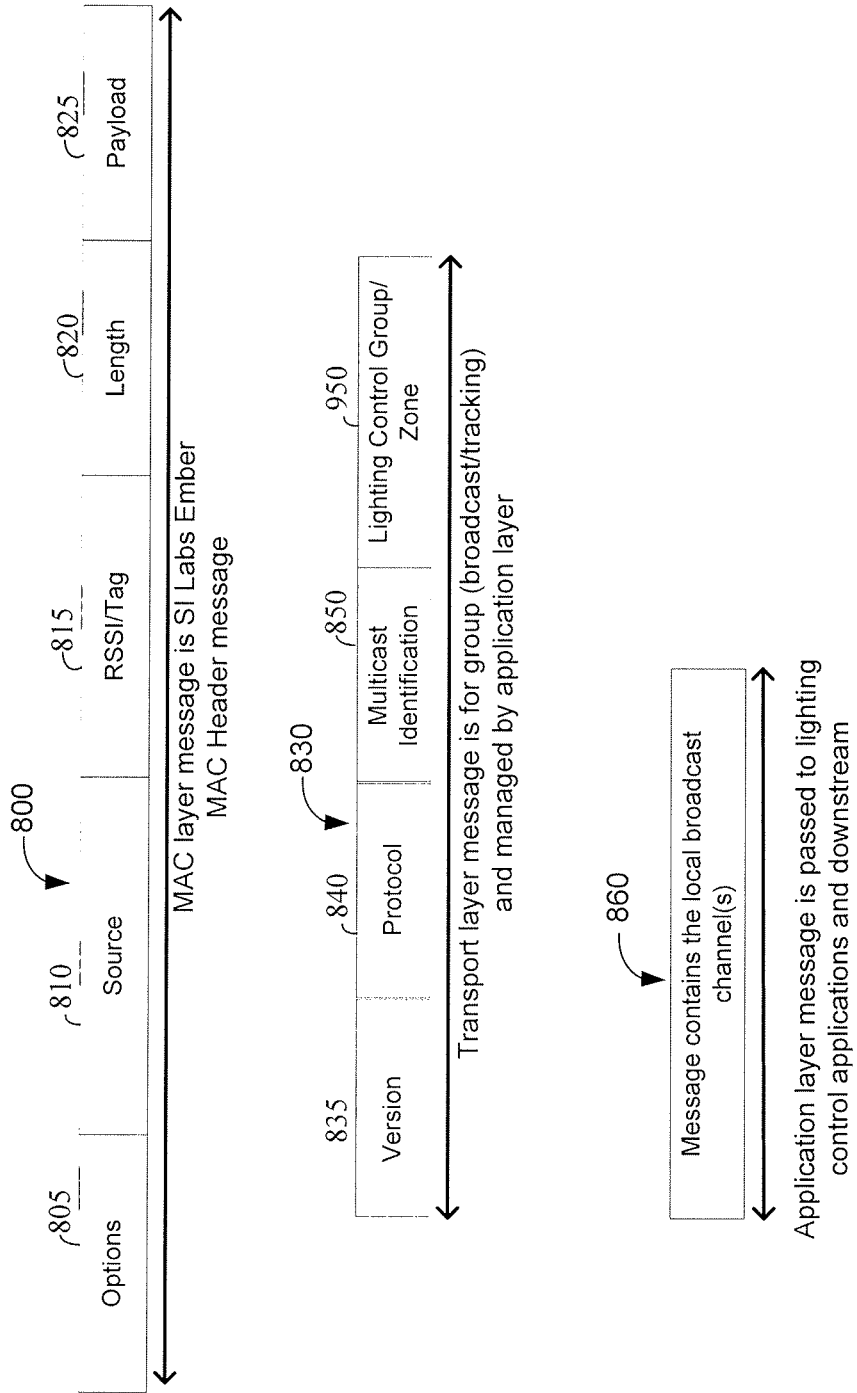 800
805
810
815
820
825
Options
Source
RSSI/Tag
Length
Payload
MAC layer message is SI Labs Ember
MAC Header message
830
835
840
850
950
Version
Protocol
Multicast
Identification
Lighting Control Group/
Zone
Transport layer message is for group (broadcast/tracking)
and managed by application layer
860
Message contains the local broadcast
channel(s)
Application layer message is passed to lighting
control applications and downstream